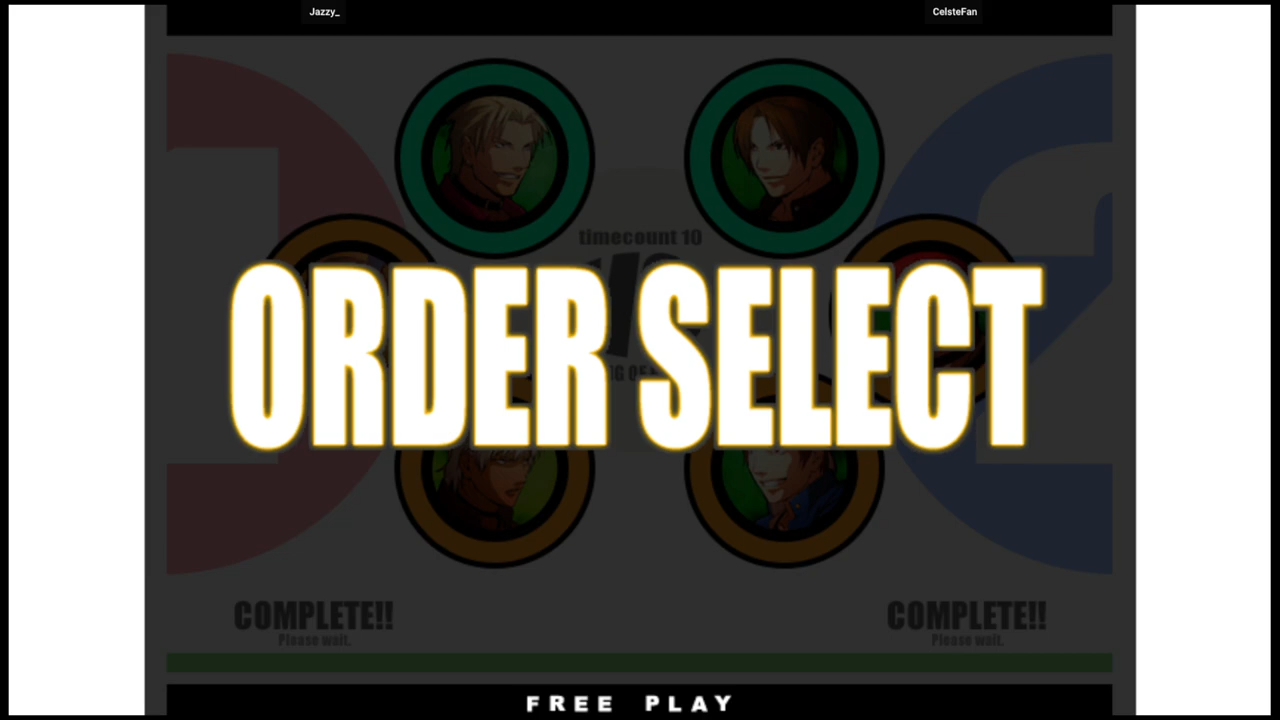 Jazzy_
CelsteFan
timecount 10
ORDER SELECT
COMPLETE!!
Please wait.
COMPLETE!!
Please wait.
FREE PLAY